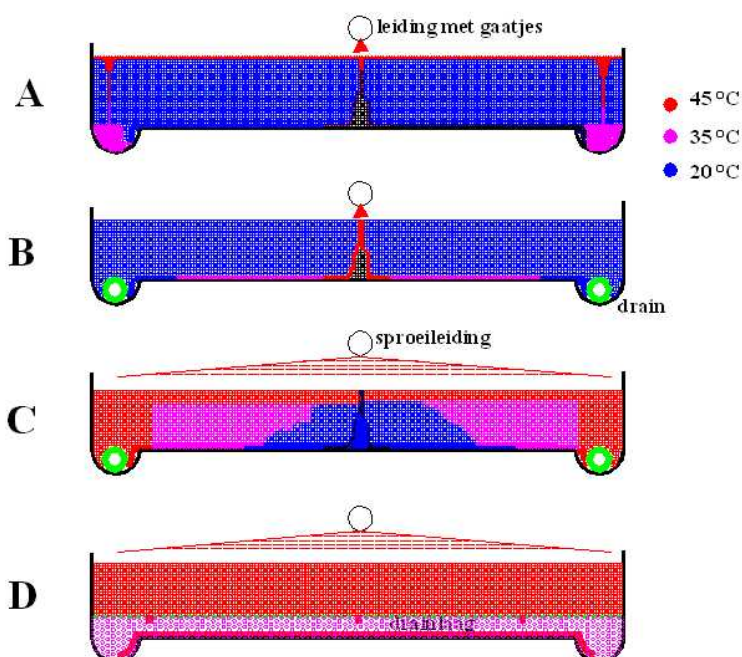 leiding met gaatjes
A
45 °C
35 °C
20 °C
B
drain
sproeileiding
C
D
drainlaag